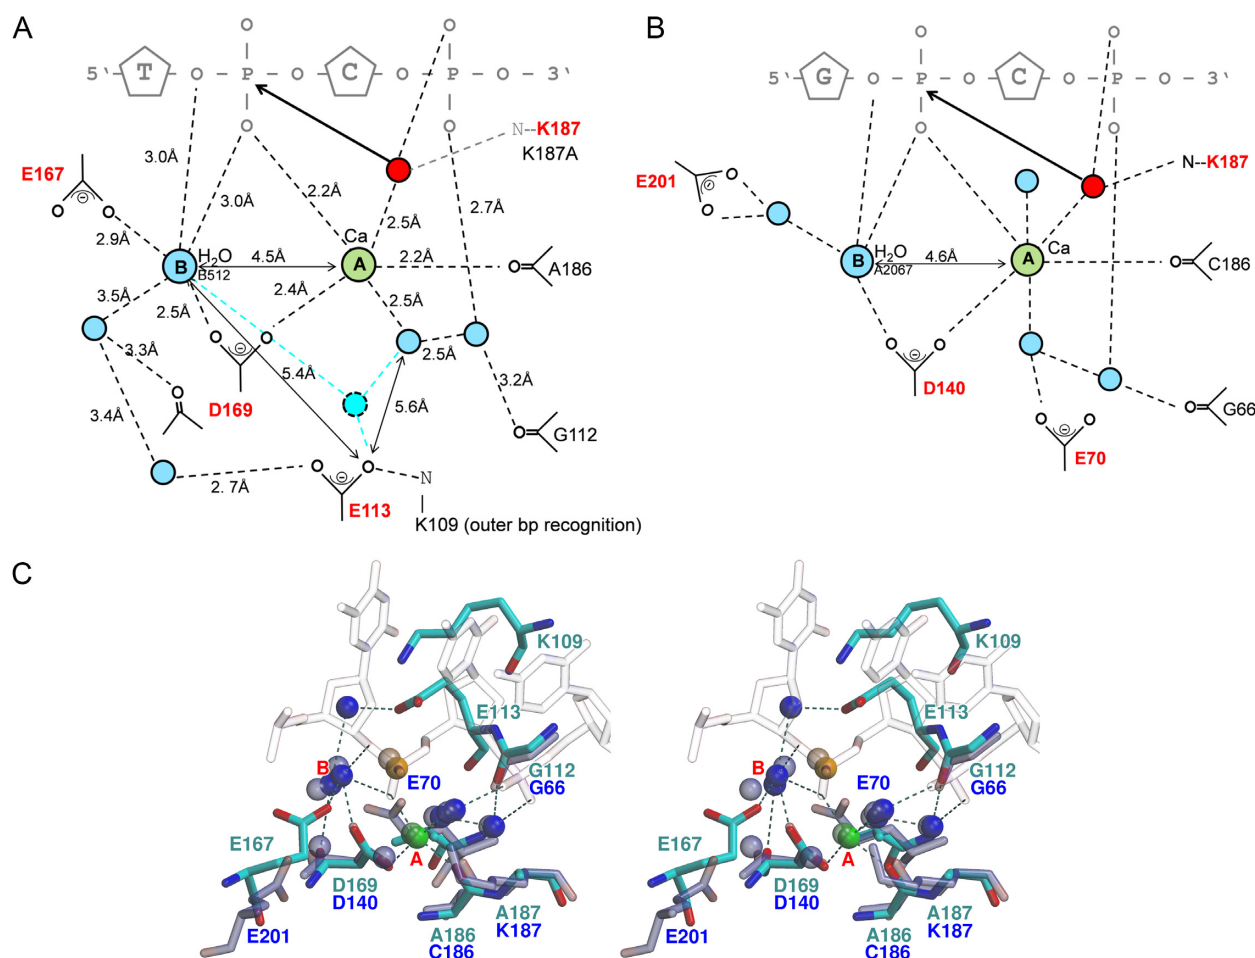 A
O
O
5'
T
O
P
O
C
O
P
O
3'
O
O
N
K187
K187A
3.0Å
E167
3.0Å
2.2Å
2.5Å
2.7Å
O
O
2.9Å
Ca
B
H2O
B512
4.5Å
A
2.2Å
O
A186
3.5Å
2.5Å
2.4Å
2.5Å
O
O
2.5Å
3.3Å
5.4Å
3.2Å
O
D169
5.6Å
3.4Å
O
G112
O
O
N
2.7Å
E113
K109 (outer bp recognition)
B
O
O
5'
G
O
P
O
C
O
P
O
3'
O
O
N
K187
E201
O
O
B
H2O
A2067
4.6Å
A
Ca
O
C186
O
O
D140
O
G66
O
O
E70
C
K109
E113
B
E70
G112
G66
E167
A
D169
D140
A187
K187
E201
A186
C186
K109
E113
B
E70
G112
G66
E167
A
D169
D140
A187
K187
E201
A186
C186